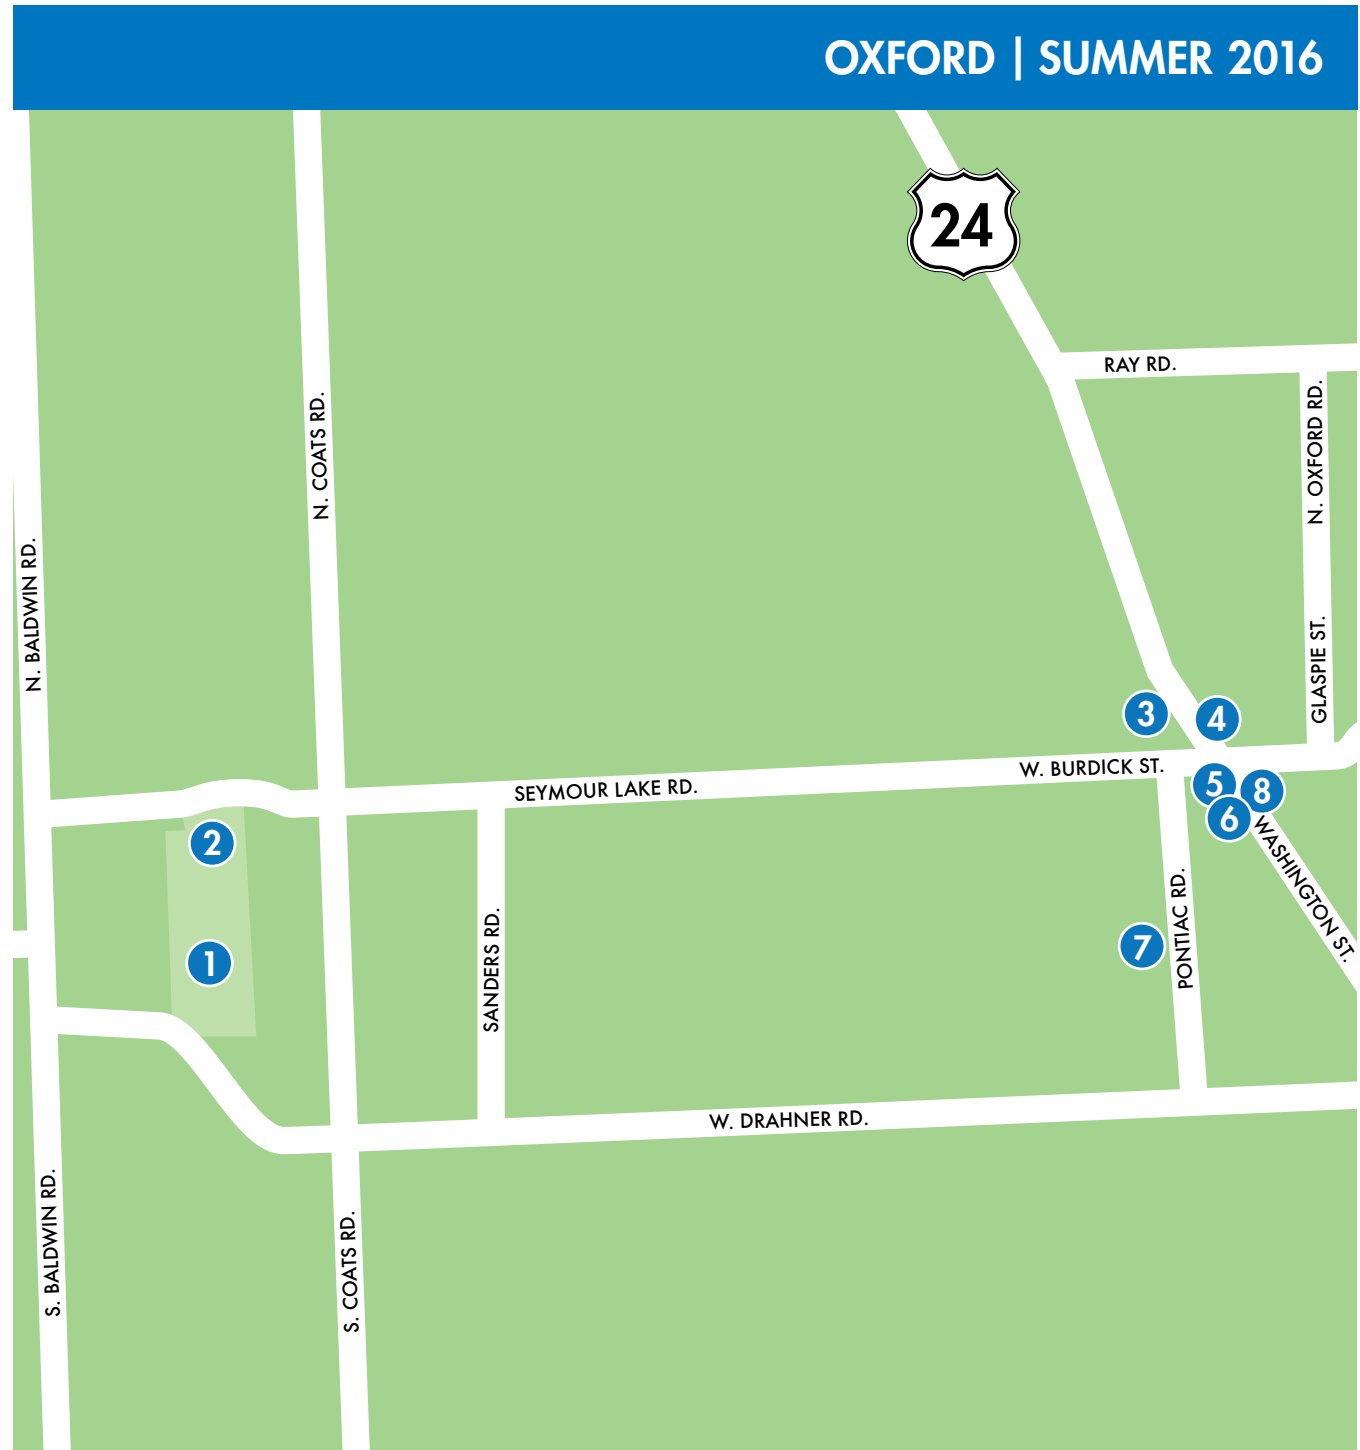 OXFORD | SUMMER 2016
24
RAY RD.
N. OXFORD RD.
N. COATS RD.
N. BALDWIN RD.
GLASPIE ST.
3
4
W. BURDICK ST.
SEYMOUR LAKE RD.
5
8
6
2
WASHINGTON ST.
PONTIAC RD.
7
SANDERS RD.
1
W. DRAHNER RD.
S. BALDWIN RD.
S. COATS RD.